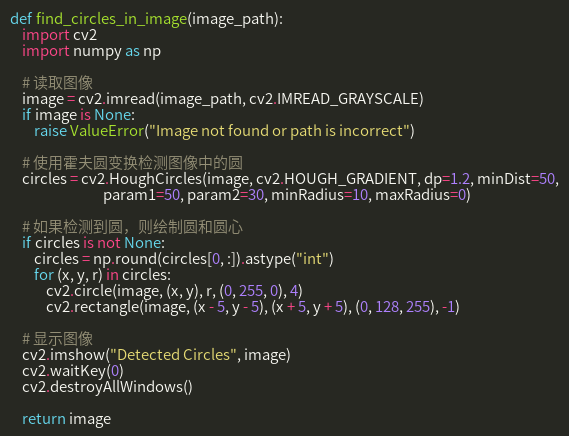 def find_circles_in_image(image_path):
    import cv2
    import numpy as np

    # 读取图像
    image = cv2.imread(image_path, cv2.IMREAD_GRAYSCALE)
    if image is None:
        raise ValueError("Image not found or path is incorrect")

    # 使用霍夫圆变换检测图像中的圆
    circles = cv2.HoughCircles(image, cv2.HOUGH_GRADIENT, dp=1.2, minDist=50,
                               param1=50, param2=30, minRadius=10, maxRadius=0)

    # 如果检测到圆，则绘制圆和圆心
    if circles is not None:
        circles = np.round(circles[0, :]).astype("int")
        for (x, y, r) in circles:
            cv2.circle(image, (x, y), r, (0, 255, 0), 4)
            cv2.rectangle(image, (x - 5, y - 5), (x + 5, y + 5), (0, 128, 255), -1)

    # 显示图像
    cv2.imshow("Detected Circles", image)
    cv2.waitKey(0)
    cv2.destroyAllWindows()

    return image